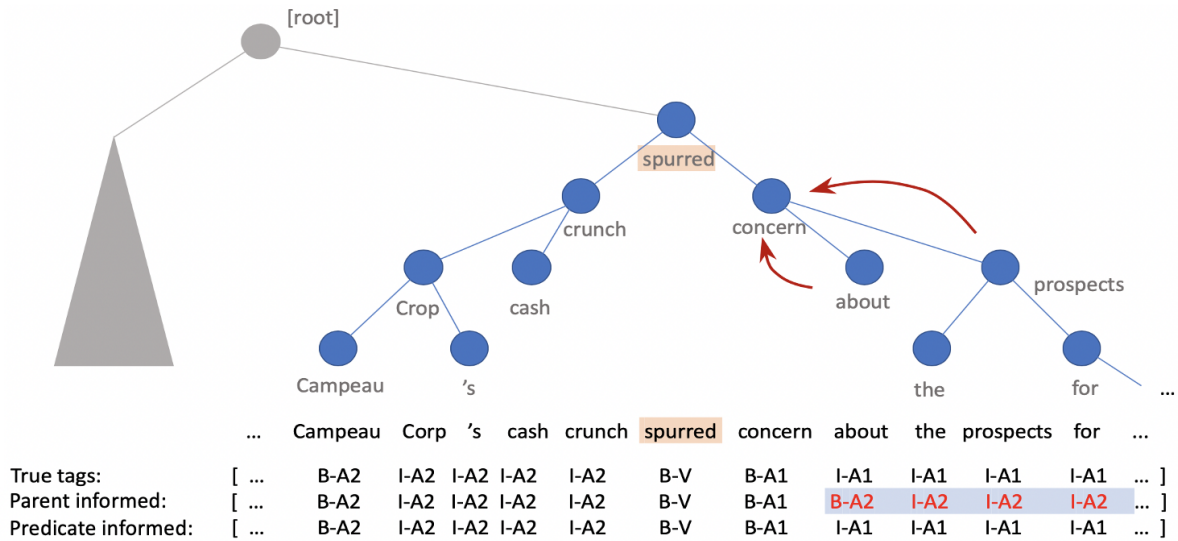 [root]
spurred
crunch
concern
Crop
cash
about
prospects
Campeau
's
the
for
...
... Campeau Corp 's cash crunch spurred concern about the prospects for ...
True tags: [ ... B-A2 I-A2 I-A2 I-A2 I-A2 B-V B-A1 I-A1 I-A1 I-A1 I-A1 ... ]
Parent informed: [ ... B-A2 I-A2 I-A2 I-A2 I-A2 B-V B-A1 B-A2 I-A2 I-A2 I-A2 ... ]
Predicate informed: [ ... B-A2 I-A2 I-A2 I-A2 I-A2 B-V B-A1 I-A1 I-A1 I-A1 I-A1 ... ]